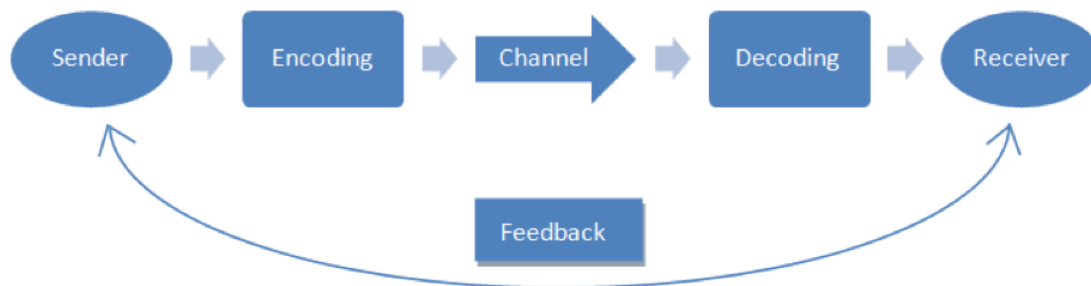 Sender
Encoding
Channel
Decoding
Receiver
Feedback